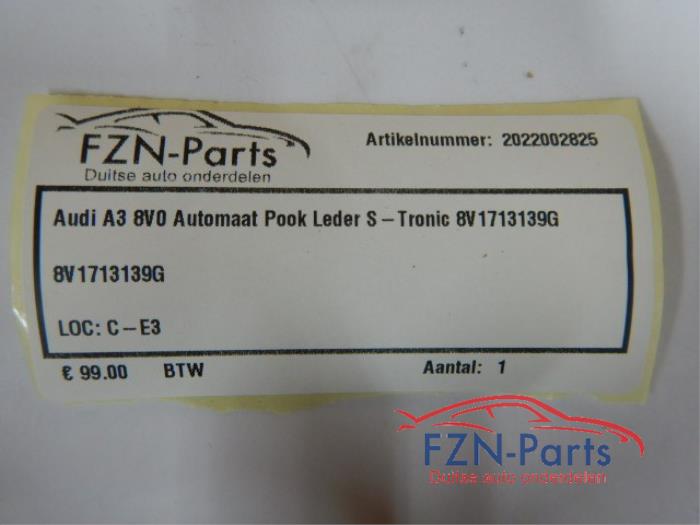 FZN-Parts
Duitse auto onderdelen
Artikelnummer: 2022002825
Audi A3 8V0 Automaat Pook Leder S-Tronic 8V1713139G
8V1713139G
LOC: C-E3
€ 99.00 BTW Aantal: 1
FZN-Parts
Duitse auto onderdelen